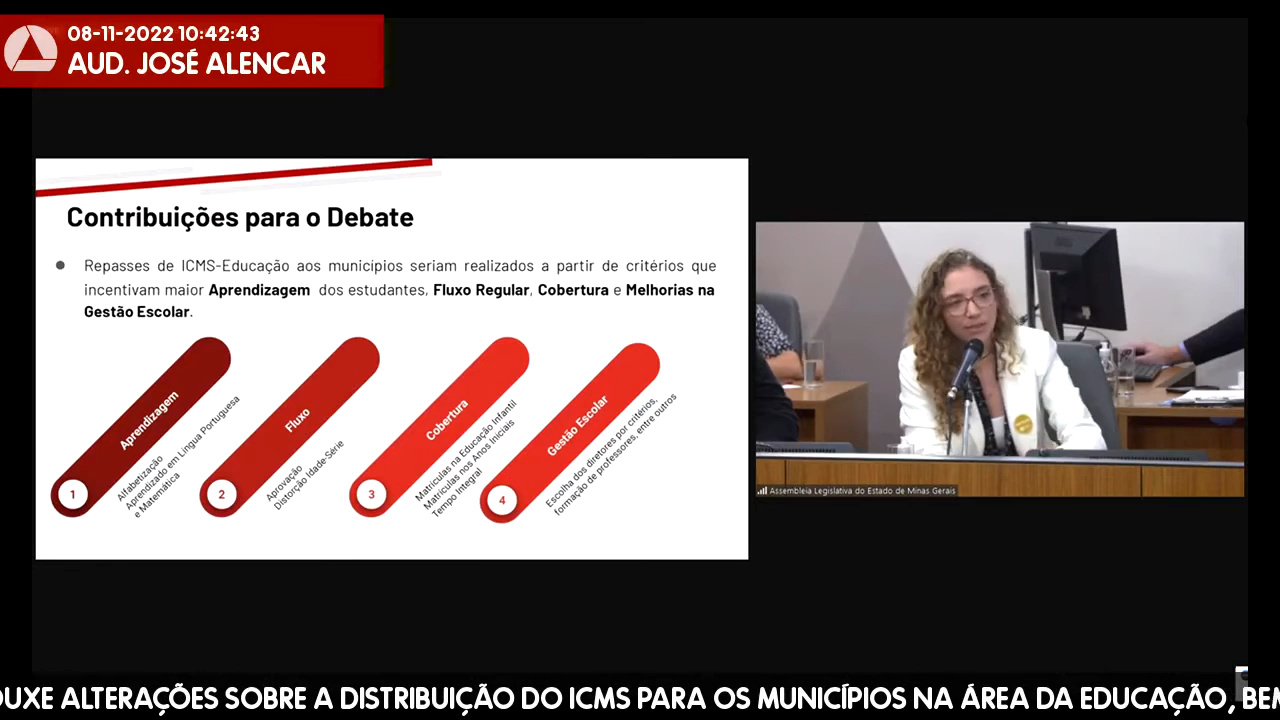 08-11-2022 10:42:43
AUD. JOSÉ ALENCAR
Contribuições para o Debate
Repasses de ICMS-Educação aos municípios seriam realizados a partir de critérios que
incentivam maior Aprendizagem dos estudantes, Fluxo Regular, Cobertura e Melhorias na
Gestão Escolar.
1
Aprendizagem
Alfabetização
Aprendizado em Língua Portuguesa
e Matemática
2
Fluxo
Aprovação
Distorção Idade-Série
3
Cobertura
Matrículas na Educação Infantil
Matrículas nos Anos Iniciais
Tempo Integral
4
Gestão Escolar
Escolha dos diretores por critérios,
formação de professores, entre outros
Assembleia Legislativa do Estado de Minas Gerais
OUXE ALTERAÇÕES SOBRE A DISTRIBUIÇÃO DO ICMS PARA OS MUNICÍPIOS NA ÁREA DA EDUCAÇÃO, BEM